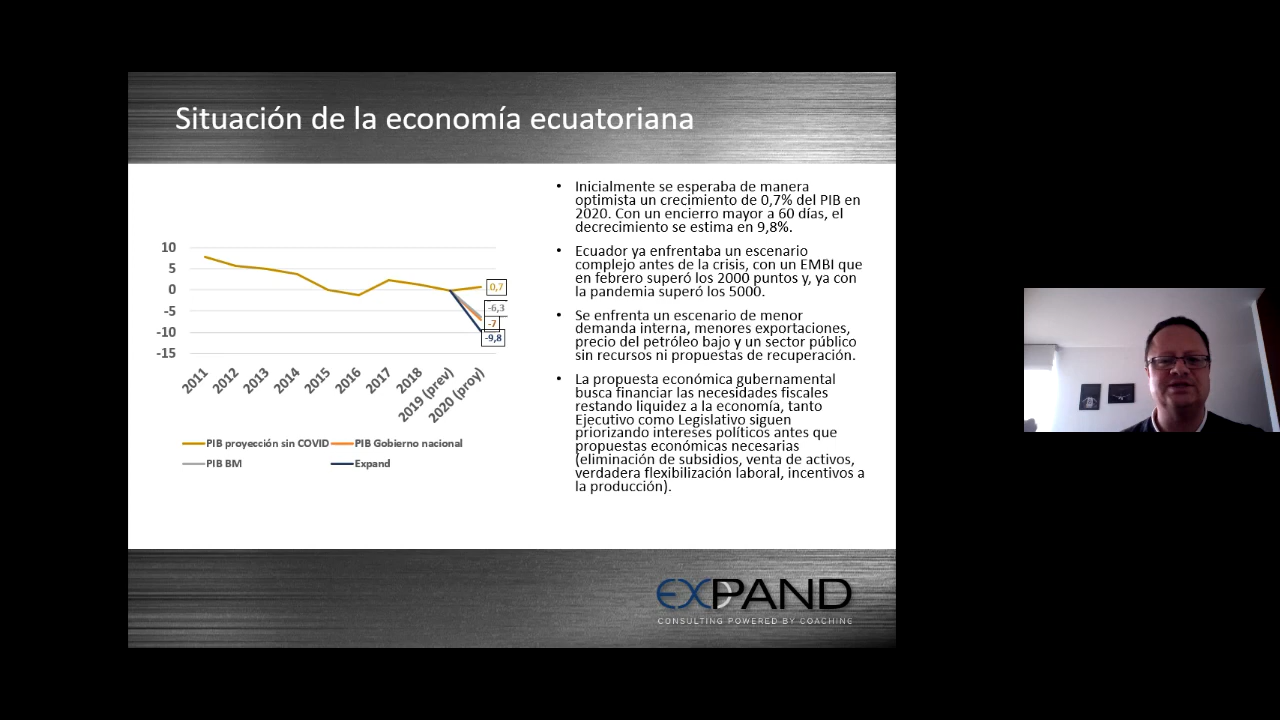 Situación de la economía ecuatoriana
10
5
0
-5
-10
-15
0,7
-6,3
-7
-9,8
2011
2012
2013
2014
2015
2016
2017
2018
2019 (prev)
2020 (proy)
PIB proyección sin COVID
PIB Gobierno nacional
PIB BM
Expand
• Inicialmente se esperaba de manera
optimista un crecimiento de 0,7% del PIB en
2020. Con un encierro mayor a 60 días, el
decrecimiento se estima en 9,8%.
• Ecuador ya enfrentaba un escenario
complejo antes de la crisis, con un EMBI que
en febrero superó los 2000 puntos y, ya con
la pandemia superó los 5000.
• Se enfrenta un escenario de menor
demanda interna, menores exportaciones,
precio del petróleo bajo y un sector público
sin recursos ni propuestas de recuperación.
• La propuesta económica gubernamental
busca financiar las necesidades fiscales
restando liquidez a la economía, tanto
Ejecutivo como Legislativo siguen
priorizando intereses políticos antes que
propuestas económicas necesarias
(eliminación de subsidios, venta de activos,
verdadera flexibilización laboral, incentivos a
la producción).
EXPAND
CONSULTING POWERED BY COACHING